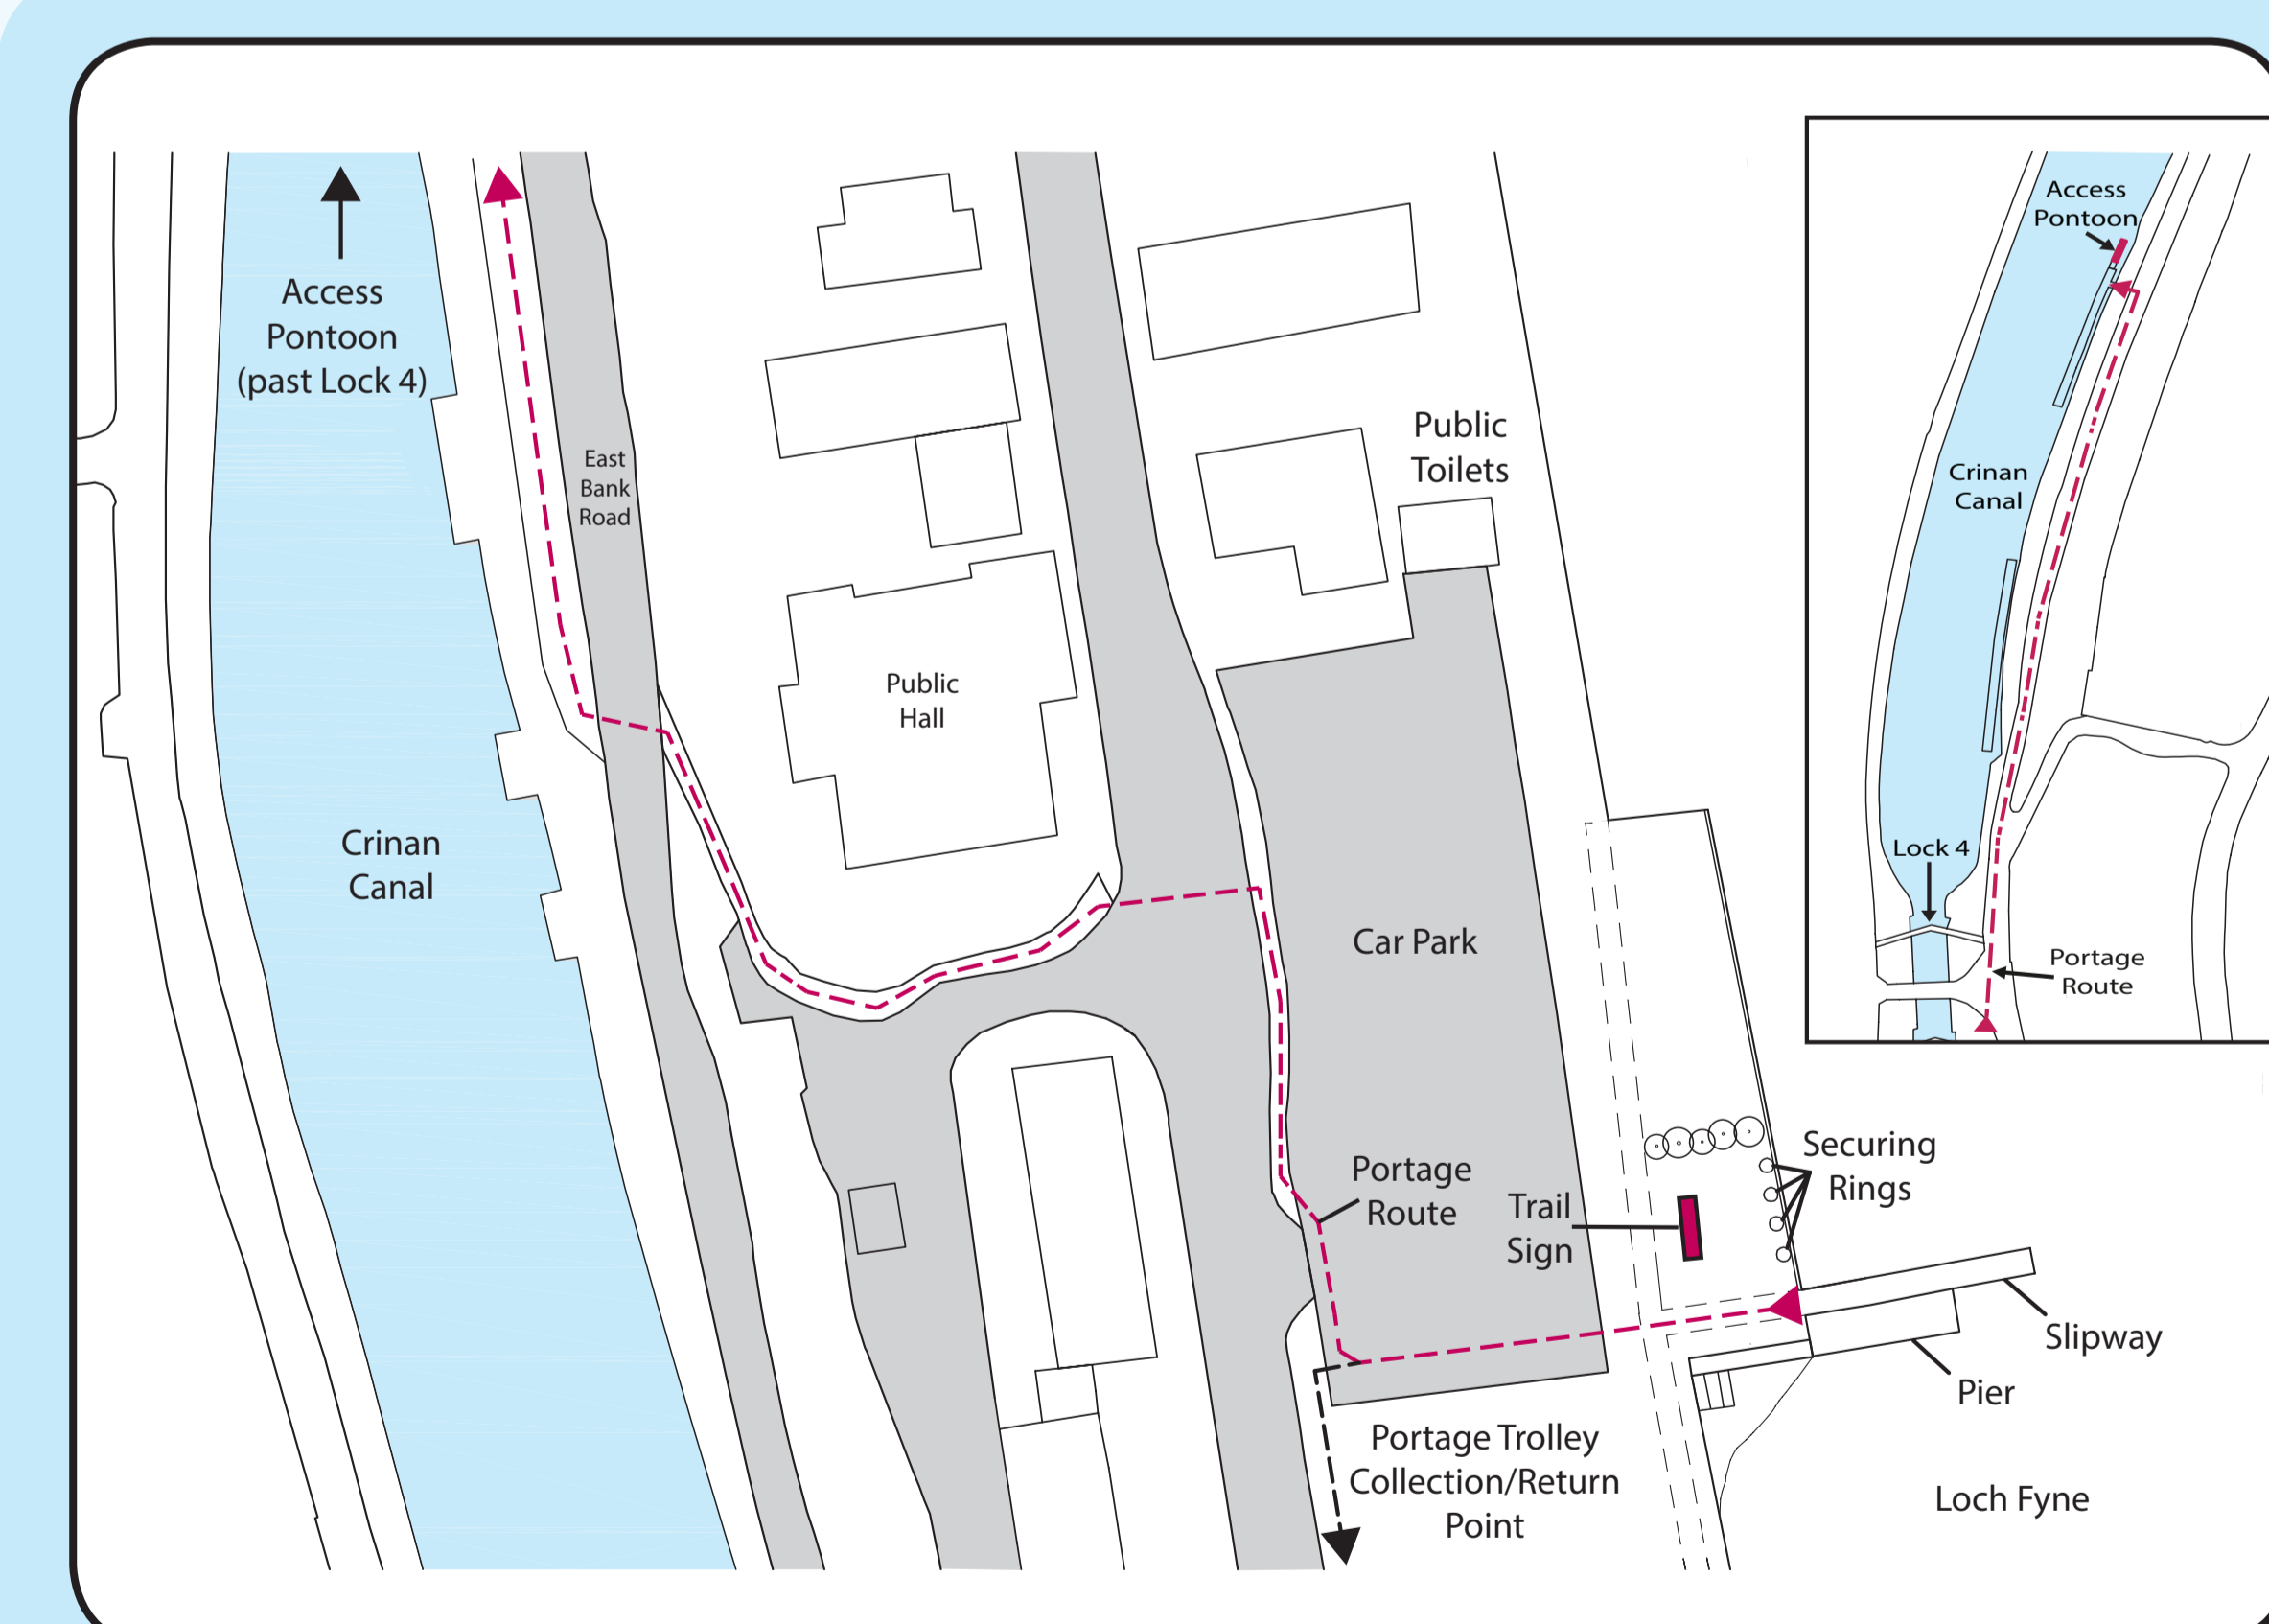 Access
Pontoon
(past Lock 4)
East
Bank
Road
Public
Toilets
Public
Hall
Crinan
Canal
Car Park
Portage
Route
Trail
Sign
Securing
Rings
Slipway
Pier
Portage Trolley
Collection/Return
Point
Loch Fyne
Access
Pontoon
Crinan
Canal
Lock 4
Portage
Route